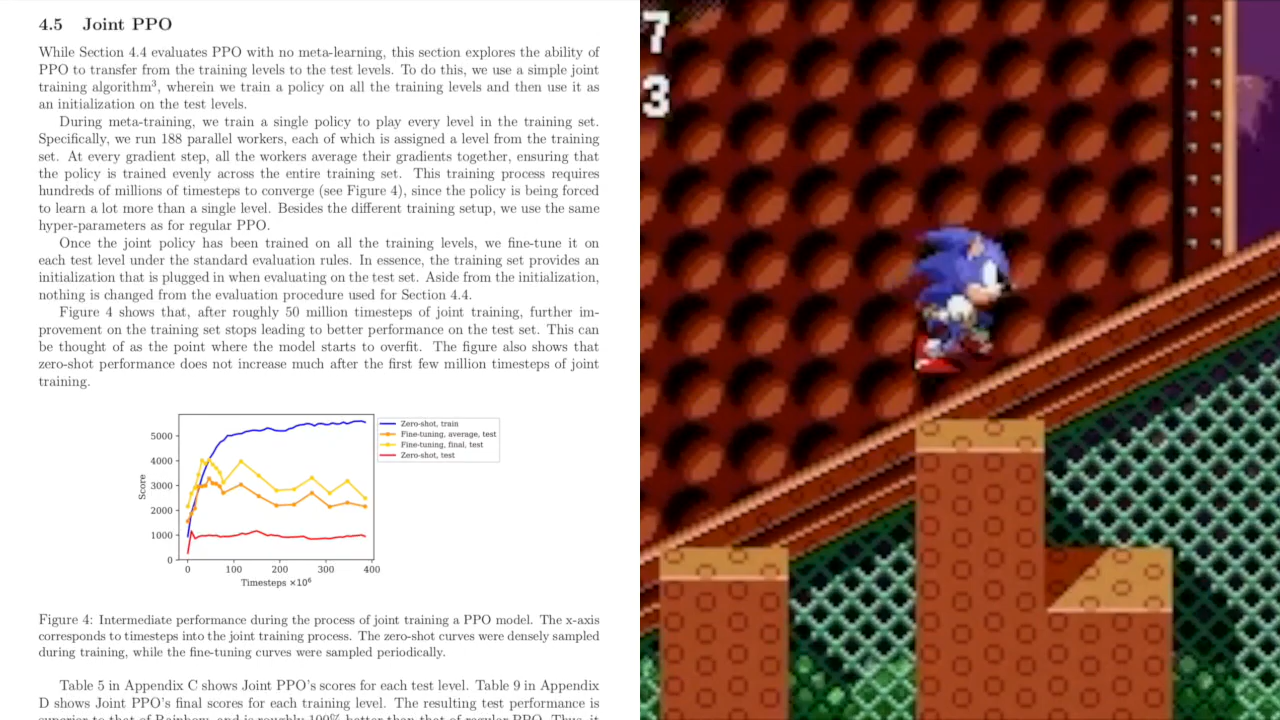 4.5 Joint PPO
While Section 4.4 evaluates PPO with no meta-learning, this section explores the ability of
PPO to transfer from the training levels to the test levels. To do this, we use a simple joint
training algorithm³, wherein we train a policy on all the training levels and then use it as
an initialization on the test levels.
During meta-training, we train a single policy to play every level in the training set.
Specifically, we run 188 parallel workers, each of which is assigned a level from the training
set. At every gradient step, all the workers average their gradients together, ensuring that
the policy is trained evenly across the entire training set. This training process requires
hundreds of millions of timesteps to converge (see Figure 4), since the policy is being forced
to learn a lot more than a single level. Besides the different training setup, we use the same
hyper-parameters as for regular PPO.
Once the joint policy has been trained on all the training levels, we fine-tune it on
each test level under the standard evaluation rules. In essence, the training set provides an
initialization that is plugged in when evaluating on the test set. Aside from the initialization,
nothing is changed from the evaluation procedure used for Section 4.4.
Figure 4 shows that, after roughly 50 million timesteps of joint training, further im-
provement on the training set stops leading to better performance on the test set. This can
be thought of as the point where the model starts to overfit. The figure also shows that
zero-shot performance does not increase much after the first few million timesteps of joint
training.
Score
5000
4000
3000
2000
1000
0
0 100 200 300 400
Timesteps ×10⁶
Zero-shot, train
Fine-tuning, average, test
Fine-tuning, final, test
Zero-shot, test
Figure 4: Intermediate performance during the process of joint training a PPO model. The x-axis
corresponds to timesteps into the joint training process. The zero-shot curves were densely sampled
during training, while the fine-tuning curves were sampled periodically.
Table 5 in Appendix C shows Joint PPO's scores for each test level. Table 9 in Appendix
D shows Joint PPO's final scores for each training level. The resulting test performance is
superior to that of Rainbow, and is roughly 100% better than that of regular PPO. Thus, it
7
3